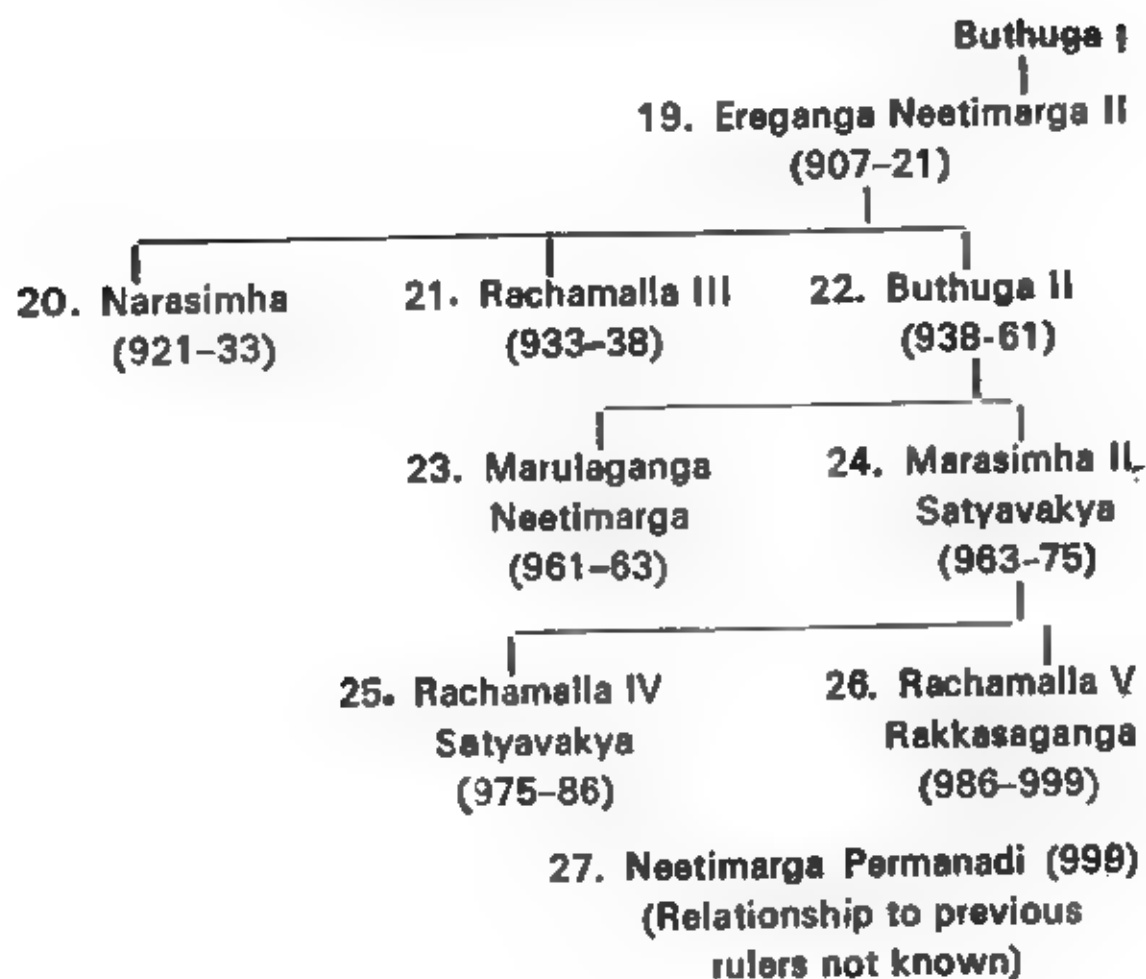 Buthuga I
19. Ereganga Neetimarga II
(907–21)
20. Narasimha 21. Rachamalla III 22. Buthuga II
(921–33) (933–38) (938-61)
23. Marulaganga 24. Marasimha II
Neetimarga Satyavakya
(961–63) (963–75)
25. Rachamalla IV 26. Rachamalla V
Satyavakya Rakkasaganga
(975–86) (986–999)
27. Neetimarga Permanadi (999)
(Relationship to previous
rulers not known)